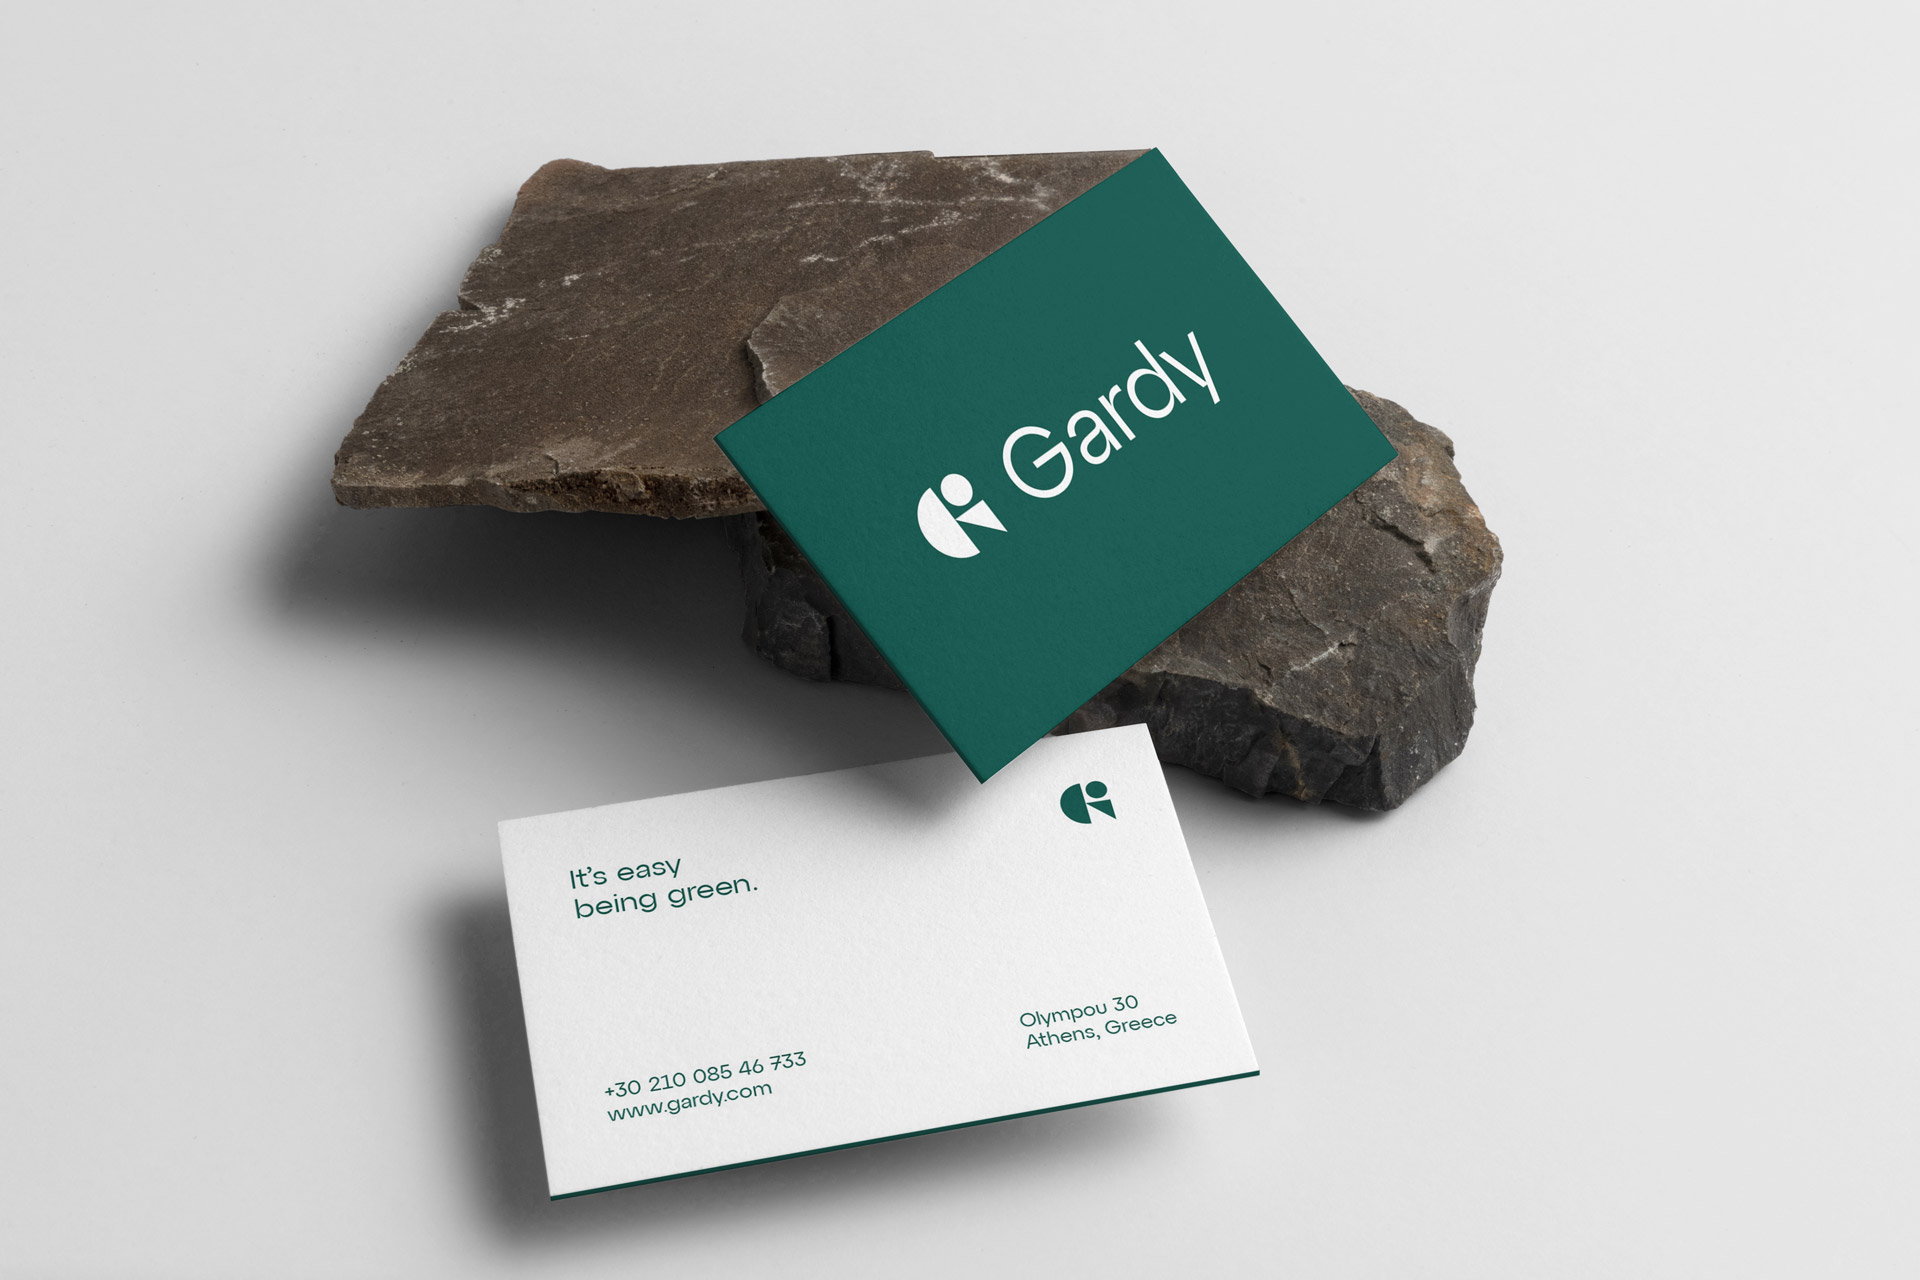 Gardy
It's easy
being green.
Olympou 30
Athens, Greece
+30 210 085 46 733
www.gardy.com